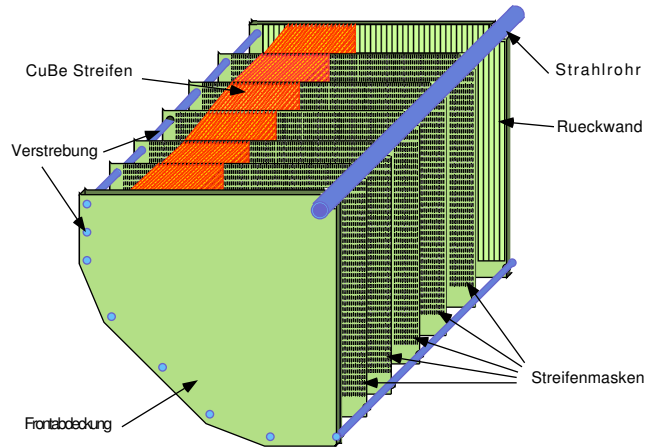 CuBe Streifen
Strahlrohr
Rueckwand
Verstrebung
Streifenmasken
Frontabdeckung